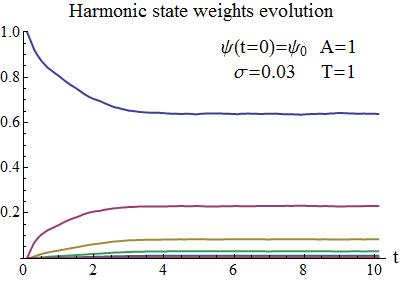 Harmonic state weights evolution
ψ(t=0)=ψ₀ A=1
σ=0.03 T=1
1.0
0.8
0.6
0.4
0.2
0 2 4 6 8 10 t